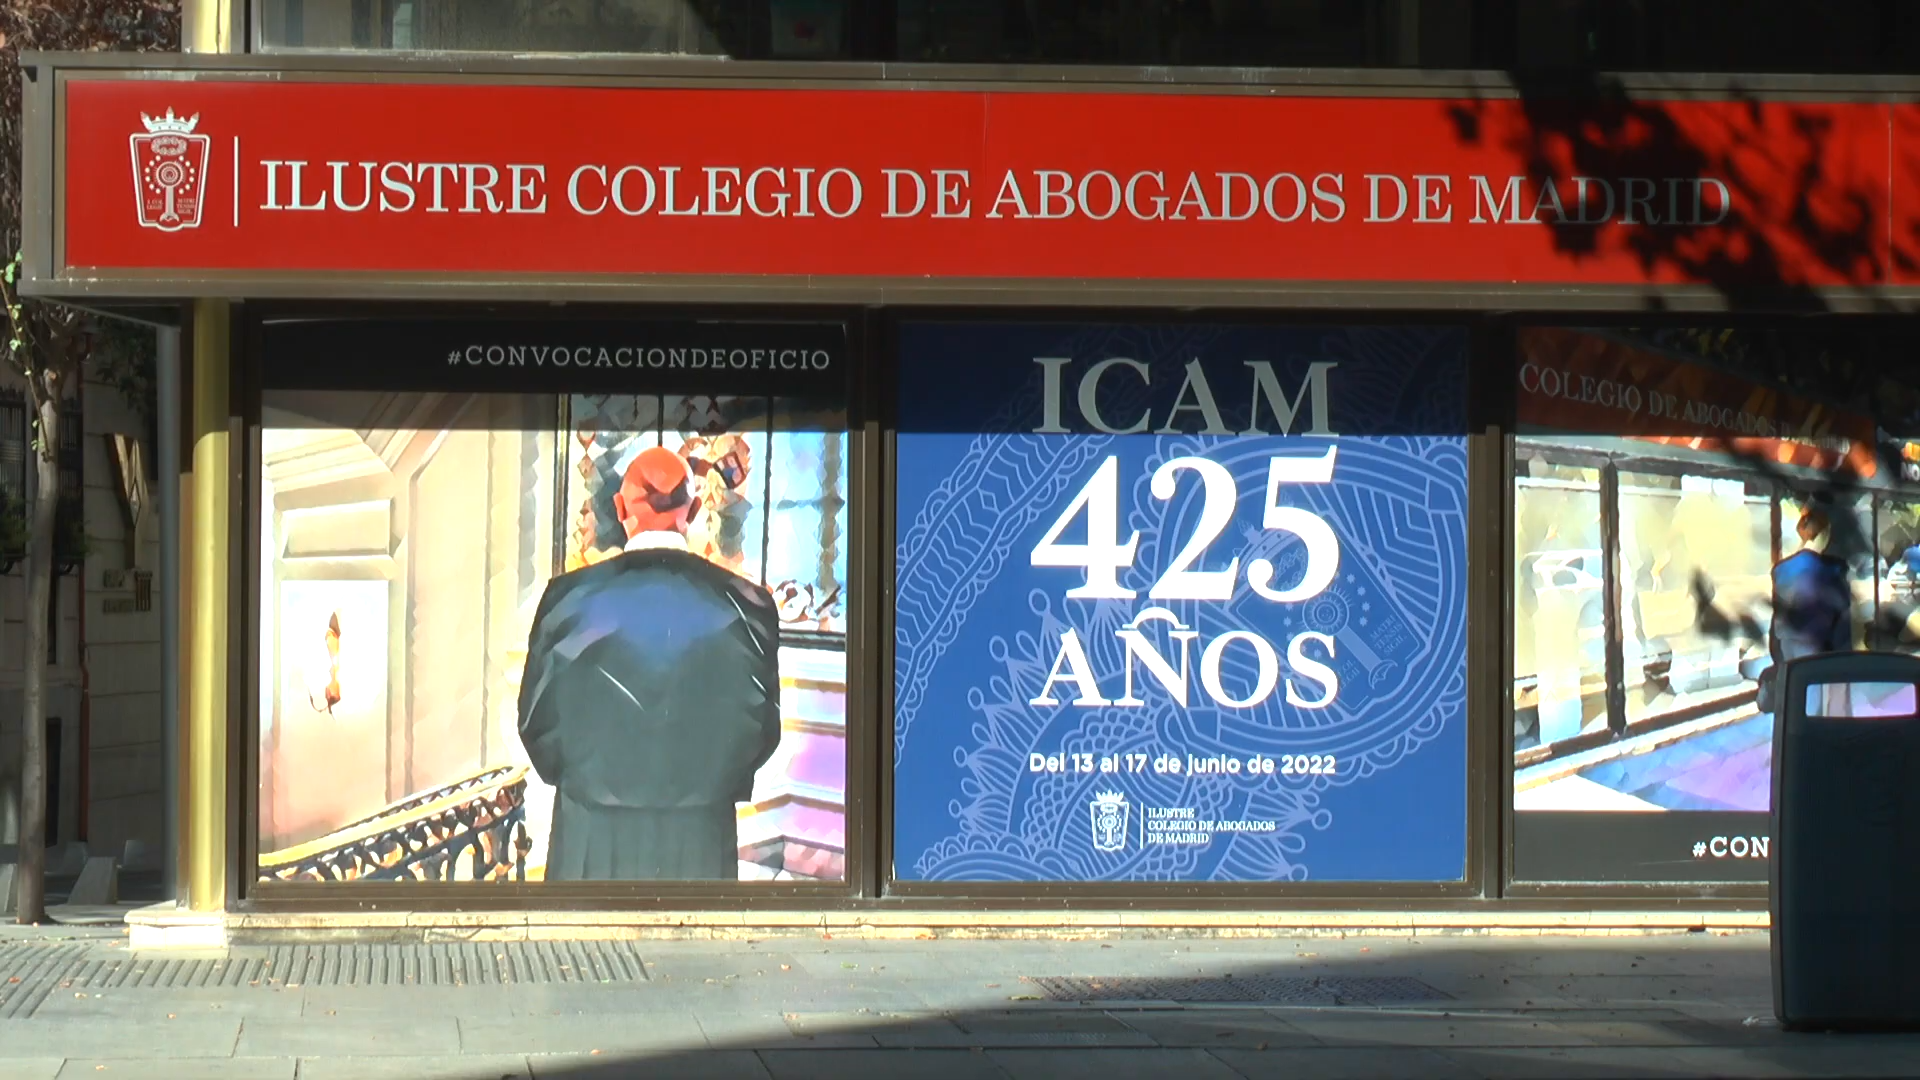 ILUSTRE COLEGIO DE ABOGADOS DE MADRID
#CONVOCACIONDEOFICIO
ICAM
425
AÑOS
Del 13 al 17 de junio de 2022
ILUSTRE
COLEGIO DE ABOGADOS
DE MADRID
COLEGIO DE ABOGADOS
#CON